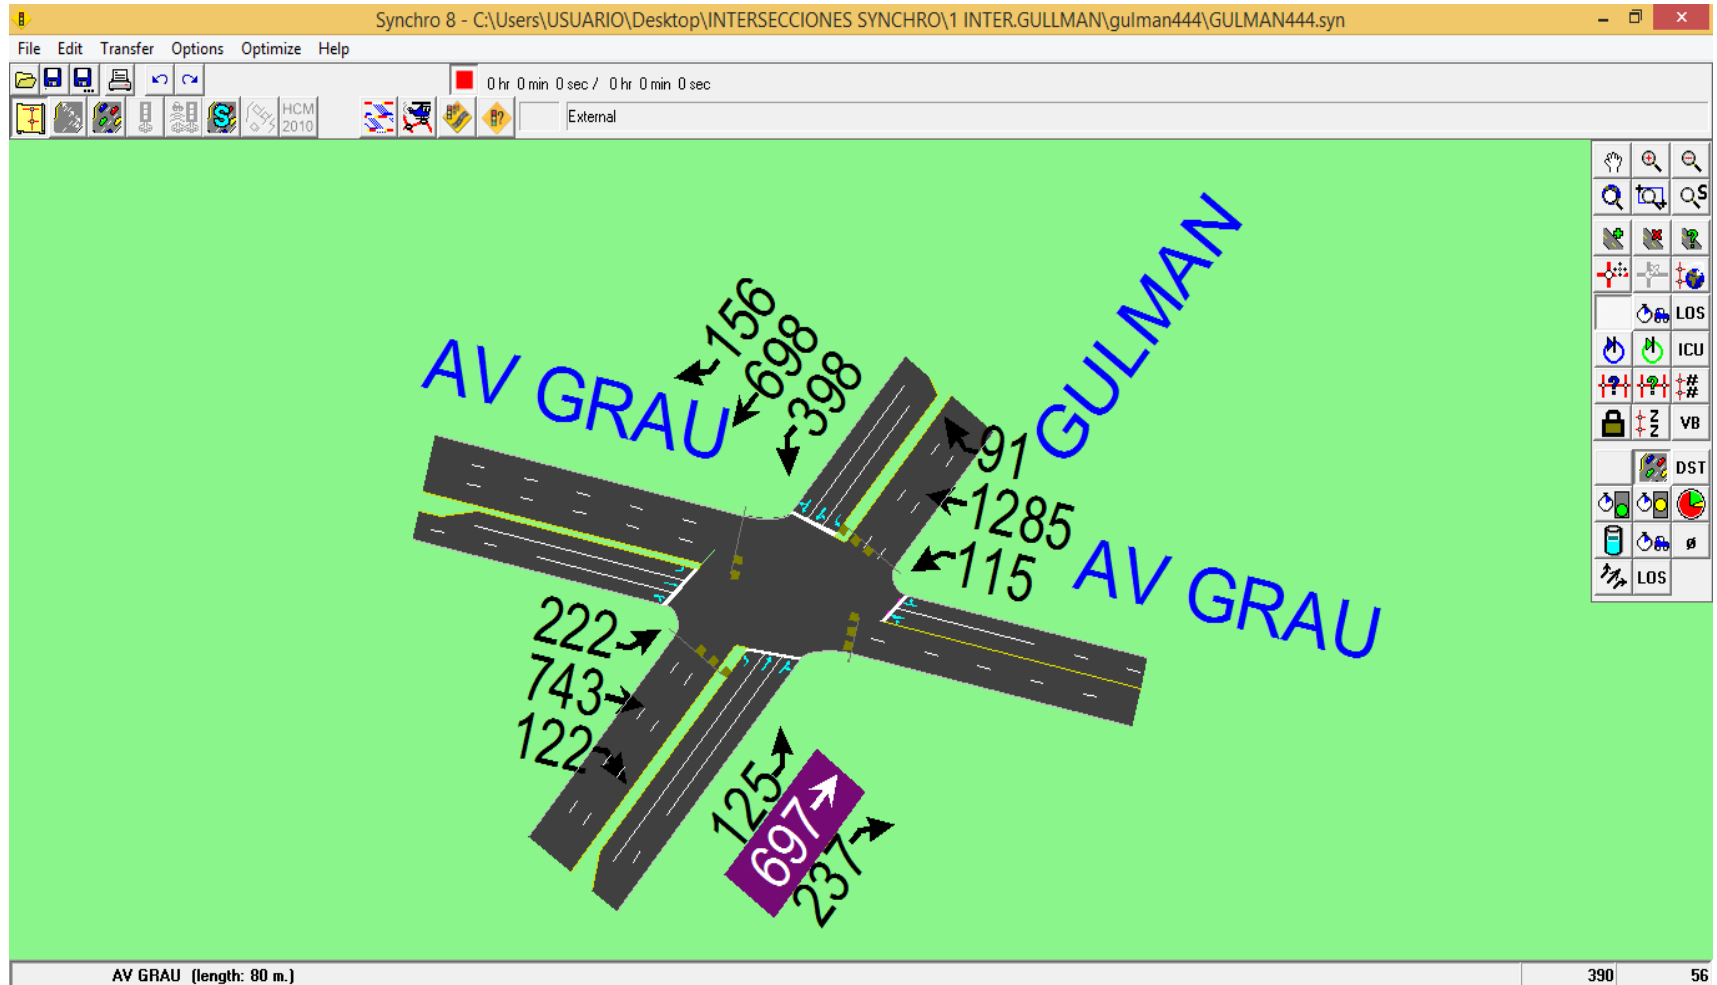 Synchro 8 - C:\Users\USUARIO\Desktop\INTERSECCIONES SYNCHRO\1 INTER.GULLMAN\gulman444\GULMAN444.syn
File Edit Transfer Options Optimize Help
0 hr 0 min 0 sec / 0 hr 0 min 0 sec
HCM
2010
External
S
LOS
ICU
##
VB
DST
ø
LOS
156
698
398
AV GRAU
GULMAN
91
1285
115
AV GRAU
222
743
122
125
697
237
AV GRAU (length: 80 m.)
390 56